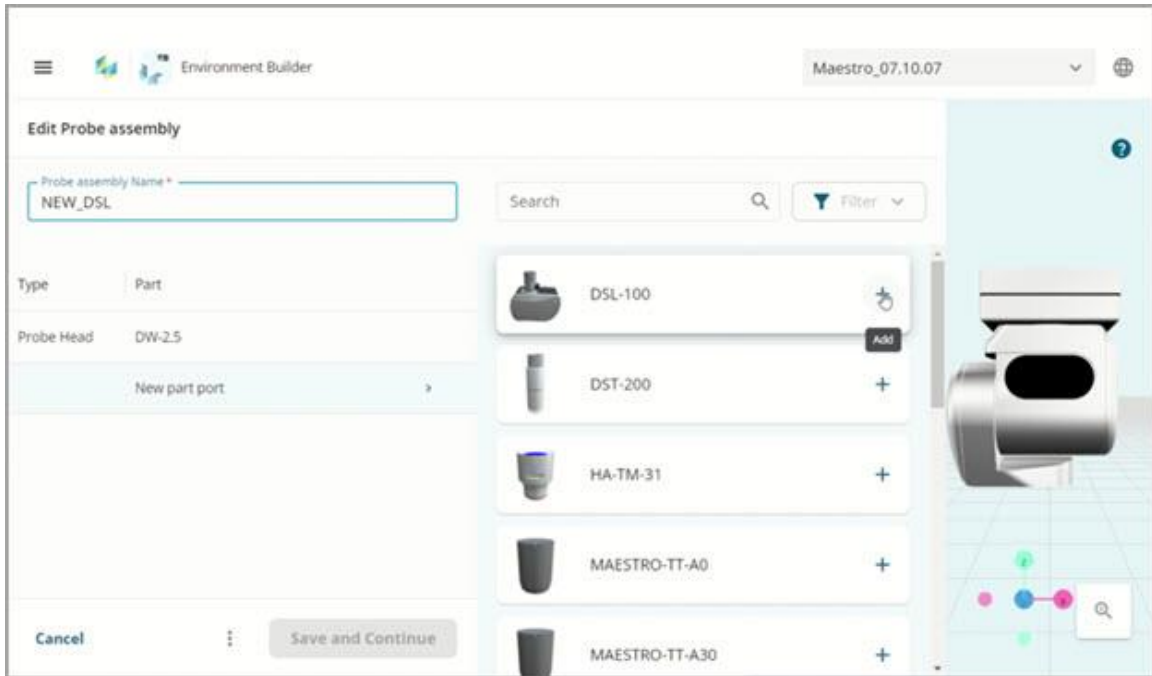 Environment Builder
Maestro_07.10.07
Edit Probe assembly
Probe assembly Name *
NEW_DSL
Search
Filter
Type Part
Probe Head DW-2.5
New part port
DSL-100
Add
DST-200
HA-TM-31
MAESTRO-TT-A0
MAESTRO-TT-A30
Cancel
Save and Continue